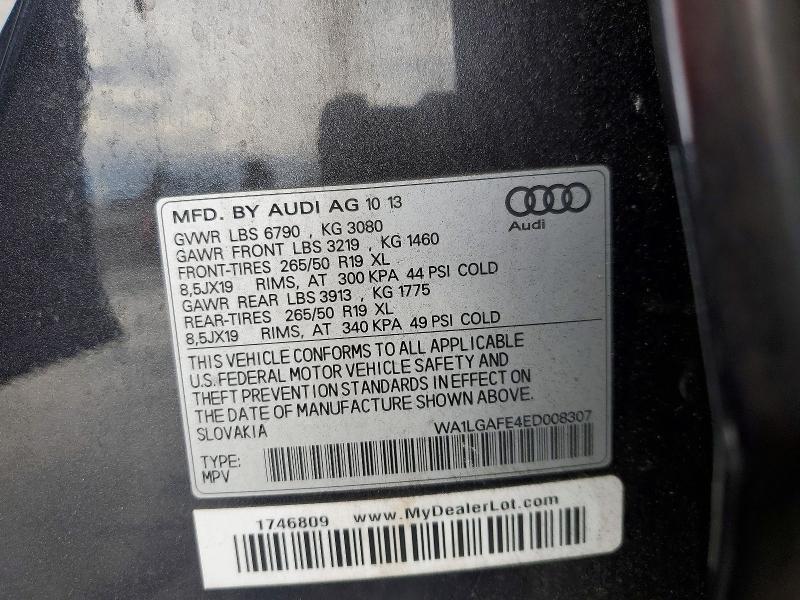 MFD. BY AUDI AG 10 13
Audi
GVWR LBS 6790 , KG 3080
GAWR FRONT LBS 3219 , KG 1460
FRONT-TIRES 265/50 R19 XL
8,5JX19 RIMS, AT 300 KPA 44 PSI COLD
GAWR REAR LBS 3913 , KG 1775
REAR-TIRES 265/50 R19 XL
8,5JX19 RIMS, AT 340 KPA 49 PSI COLD
THIS VEHICLE CONFORMS TO ALL APPLICABLE
U.S. FEDERAL MOTOR VEHICLE SAFETY AND
THEFT PREVENTION STANDARDS IN EFFECT ON
THE DATE OF MANUFACTURE SHOWN ABOVE.
SLOVAKIA WA1LGAFE4ED008307
TYPE:
MPV
1746809 www.MyDealerLot.com